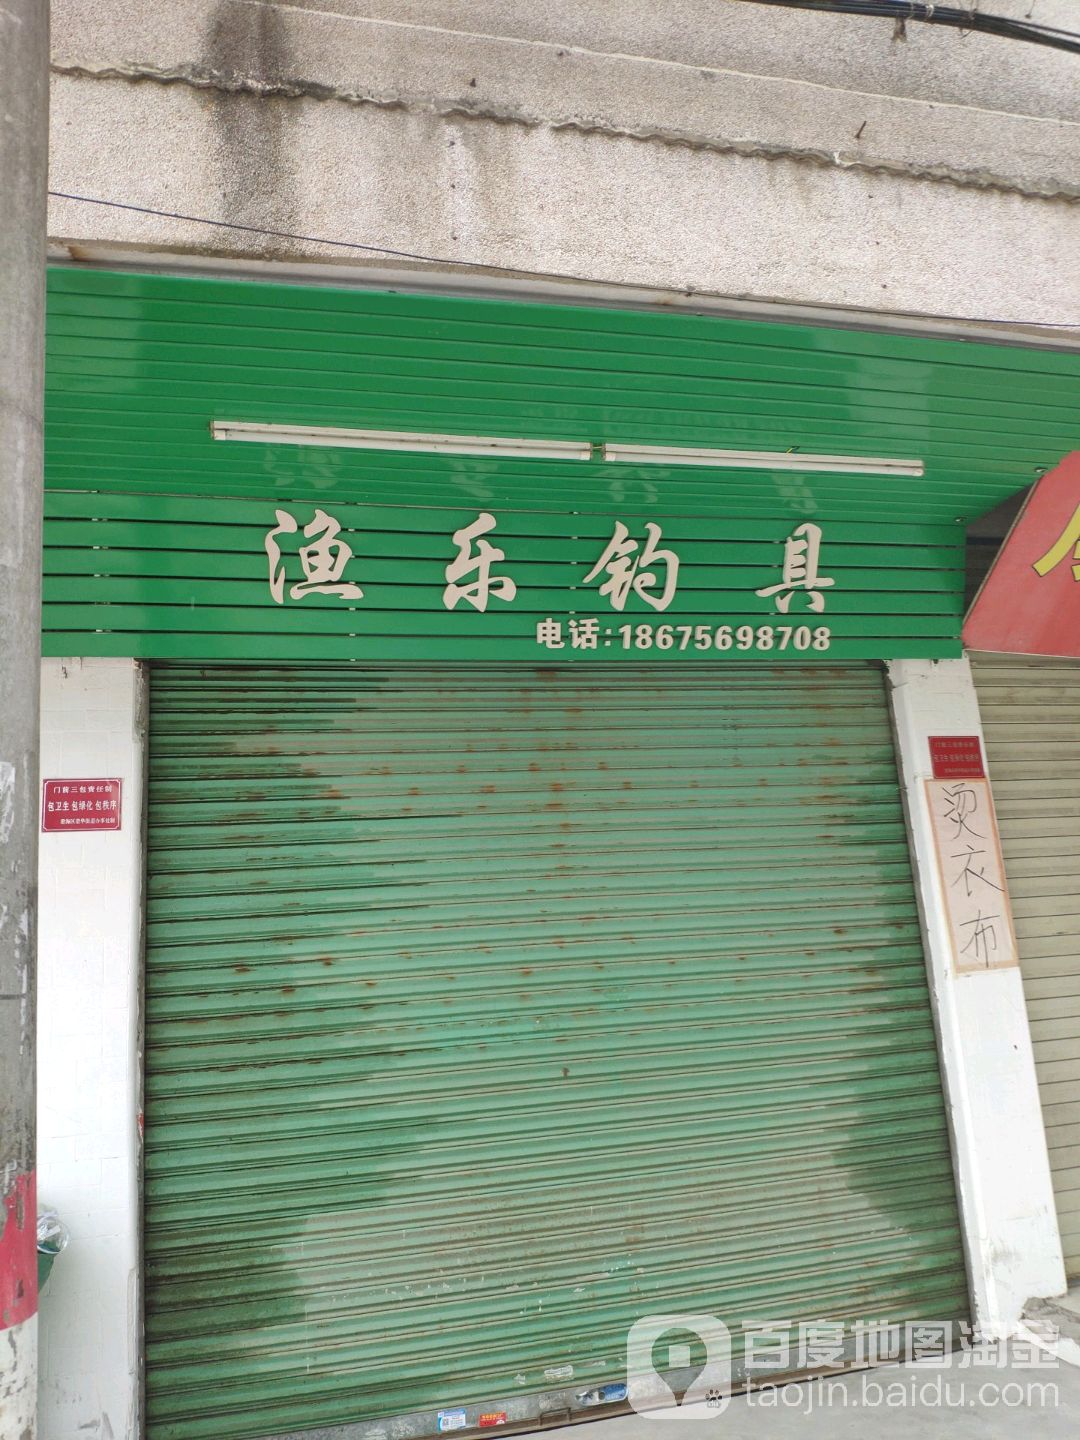 渔乐钓具
电话:18675698708
门前三包责任制
包卫生 包绿化 包秩序
门前三包责任制
包卫生 包绿化 包秩序
烫衣布
百度地图淘金
taojin.baidu.com